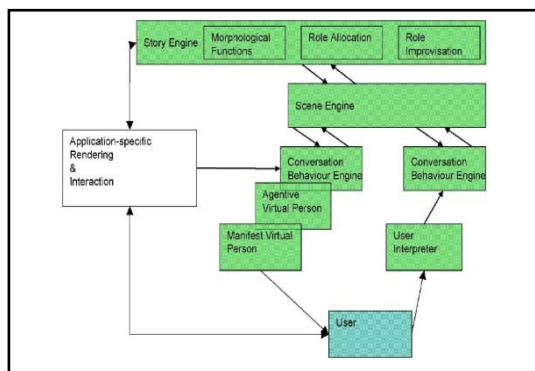 Story Engine
Morphological
Functions
Role Allocation
Role
Improvisation
Scene Engine
Application-specific
Rendering
&
Interaction
Conversation
Behaviour Engine
Conversation
Behaviour Engine
Agentive
Virtual Person
Manifest Virtual
Person
User
Interpreter
User